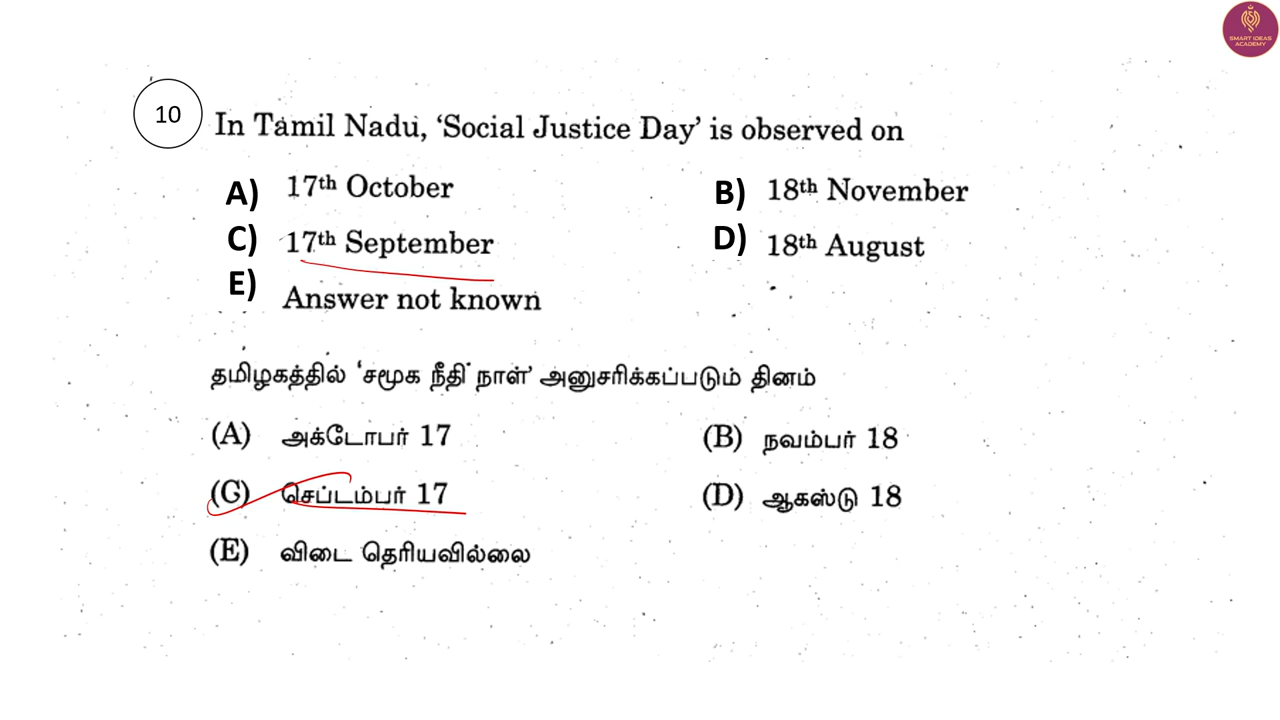 SMART IDEAS
ACADEMY
10
In Tamil Nadu, ‘Social Justice Day’ is observed on
A) 17th October B) 18th November
C) 17th September D) 18th August
E) Answer not known
தமிழகத்தில் ‘சமூக நீதி நாள்’ அனுசரிக்கப்படும் தினம்
(A) அக்டோபர் 17 (B) நவம்பர் 18
(C) செப்டம்பர் 17 (D) ஆகஸ்டு 18
(E) விடை தெரியவில்லை